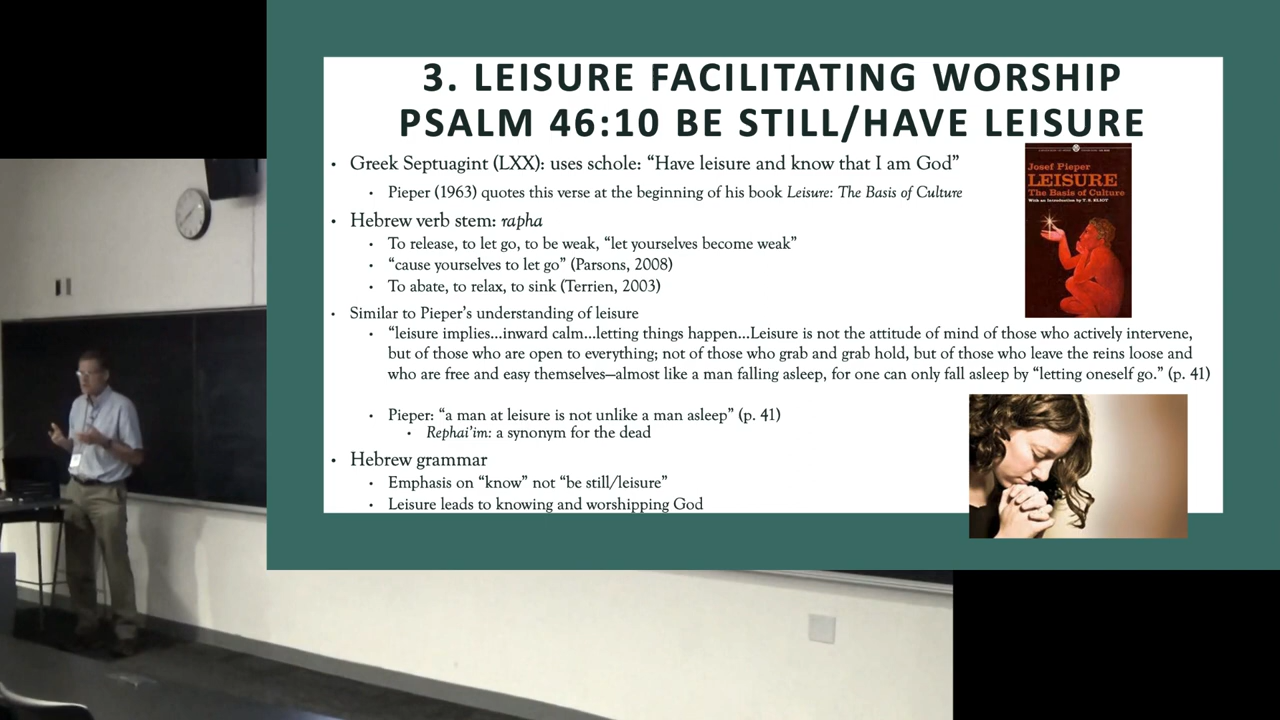 3. LEISURE FACILITATING WORSHIP
PSALM 46:10 BE STILL/HAVE LEISURE
• Greek Septuagint (LXX): uses schole: “Have leisure and know that I am God”
• Pieper (1963) quotes this verse at the beginning of his book Leisure: The Basis of Culture
• Hebrew verb stem: rapha
• To release, to let go, to be weak, “let yourselves become weak”
• “cause yourselves to let go” (Parsons, 2008)
• To abate, to relax, to sink (Terrien, 2003)
• Similar to Pieper’s understanding of leisure
• “leisure implies...inward calm...letting things happen...Leisure is not the attitude of mind of those who actively intervene,
but of those who are open to everything; not of those who grab and grab hold, but of those who leave the reins loose and
who are free and easy themselves—almost like a man falling asleep, for one can only fall asleep by “letting oneself go.” (p. 41)
• Pieper: “a man at leisure is not unlike a man asleep” (p. 41)
• Rephai’im: a synonym for the dead
• Hebrew grammar
• Emphasis on “know” not “be still/leisure”
• Leisure leads to knowing and worshipping God
Josef Pieper
LEISURE
The Basis of Culture
With an Introduction by T. S. ELIOT